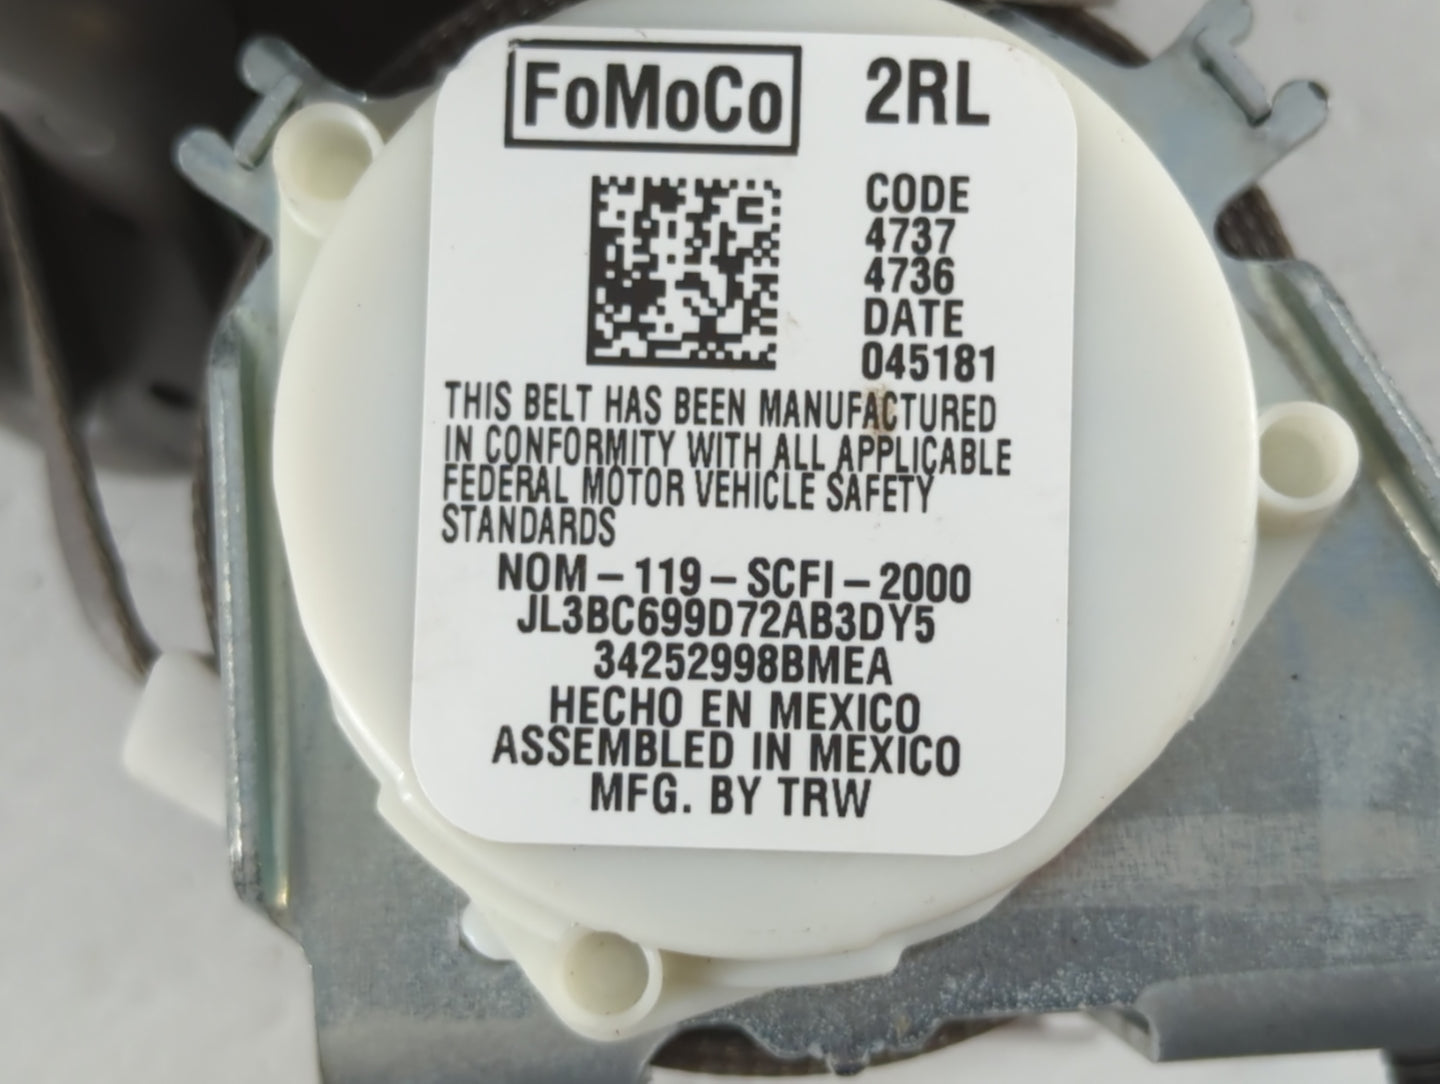 FoMoCo 2RL
CODE
4737
4736
DATE
045181
THIS BELT HAS BEEN MANUFACTURED
IN CONFORMITY WITH ALL APPLICABLE
FEDERAL MOTOR VEHICLE SAFETY
STANDARDS
NOM-119-SCFI-2000
JL3BC699D72AB3DY5
34252998BMEA
HECHO EN MEXICO
ASSEMBLED IN MEXICO
MFG. BY TRW